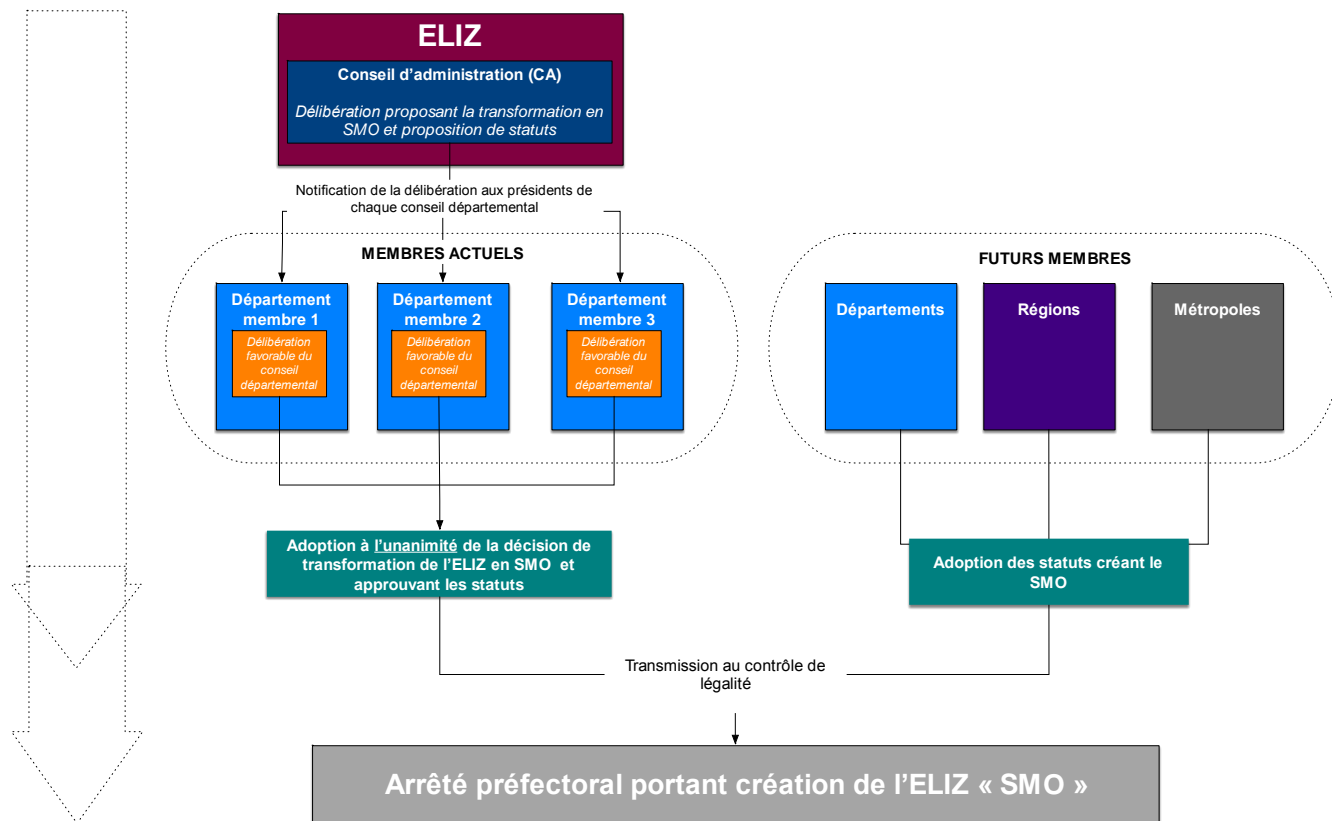 ELIZ
Conseil d'administration (CA)
Délibération proposant la transformation en
SMO et proposition de statuts
Notification de la délibération aux présidents de
chaque conseil départemental
MEMBRES ACTUELS
Département
membre 1
Délibération
favorable du
conseil
départemental
Département
membre 2
Délibération
favorable du
conseil
départemental
Département
membre 3
Délibération
favorable du
conseil
départemental
FUTURS MEMBRES
Départements
Régions
Métropoles
Adoption à l'unanimité de la décision de
transformation de l'ELIZ en SMO et
approuvant les statuts
Adoption des statuts créant le
SMO
Transmission au contrôle de
légalité
Arrêté préfectoral portant création de l'ELIZ « SMO »